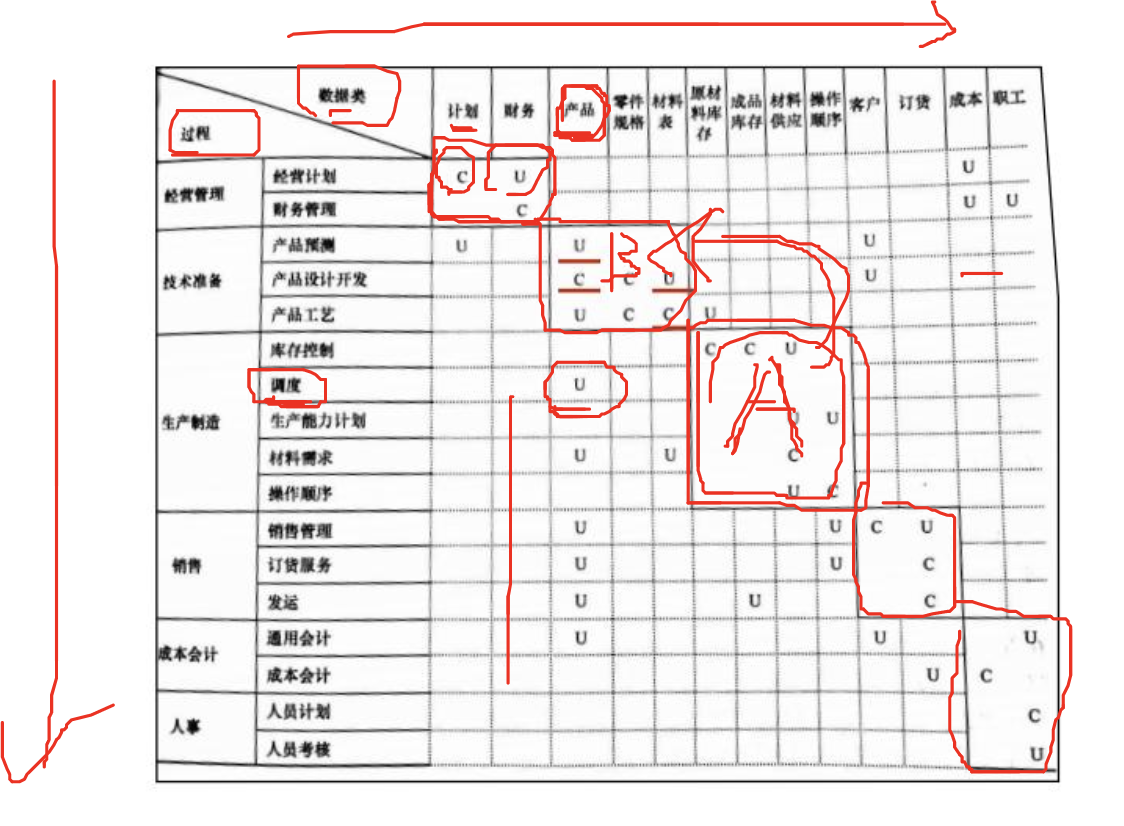 数据类
过程
计划 财务 产品 零件规格 材料表 原材料库存 成品库存 材料供应 操作顺序 客户 订货 成本 职工
经营管理 经营计划 C U U
财务管理 C U U
技术准备 产品预测 U U U
B
产品设计开发 C C U U
产品工艺 U C C U
生产制造 库存控制 C C U
调度 U
A
生产能力计划 U U
材料需求 U U C
操作顺序 U C
销售 销售管理 U U C U
订货服务 U U C
发运 U U C
成本会计 通用会计 U U U
成本会计 U C
人事 人员计划 C
人员考核 U